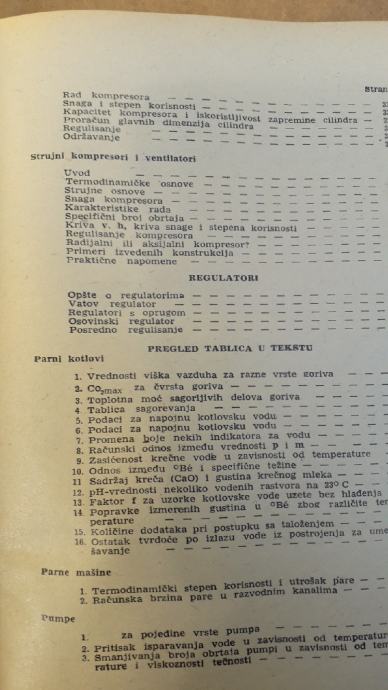 Stran
Rad kompresora — — — — — — — —
Snaga i stepen korisnosti — — — — — —
Kapacitet kompresora i iskoristljivost zapremine cilindra —
Proračun glavnih dimenzija cilindra — — — — —
Regulisanje — — — — — — — — —
Održavanje — — — — — — — — —
Strujni kompresori i ventilatori
Uvod — — — — — — — — — —
Termodinamičke osnove — — — — — — —
Strujne osnove — — — — — — — —
Snaga kompresora — — — — — — — —
Karakteristike rada — — — — — — — —
Specifični broj obrtaja — — — — — — —
Kriva v. h, kriva snage i stepena korisnosti — — — —
Regulisanje kompresora — — — — — — —
Radijalni ili aksijalni kompresor? — — — — —
Primeri izvedenih konstrukcija — — — — — —
Praktične napomene — — — — — — — —
REGULATORI
Opšte o regulatorima — — — — — — —
Vatov regulator — — — — — — — —
Regulatori s oprugom — — — — — — —
Osovinski regulator — — — — — — —
Posredno regulisanje — — — — — — —
PREGLED TABLICA U TEKSTU
Parni kotlovi
1. Vrednosti viška vazduha za razne vrste goriva — —
2. Co₂max za čvrsta goriva — — — — — —
3. Toplotna moć sagorijivih delova goriva — — —
4. Tablica sagorevanja — — — — — — —
5. Podaci za napojnu kotlovsku vodu — — — —
6. Podaci za napojnu kotlovsku vodu — — — —
7. Promena boje nekih indikatora za vodu — — —
8. Računski odnos između vrednosti p i m — — —
9. Zasićenost krečne vode u zavisnosti od temperature
10. Odnos između ºBé i specifične težine — — —
11 Sadržaj kreča (CaO) i gustina krečnog mleka — —
12. pH-vrednosti nekoliko vodenih rastvora na 23º C —
13. Faktor f za uzorke kotlovske vode uzete bez hlađenja
14. Popravke izmerenih gustina u ºBé zbog različite tem
perature — — — — — — — — —
15. Količine dodataka pri postupku sa taloženjem — —
16. Ostatak tvrdoće po izlazu vode iz postrojenja za ume
šavanje — — — — — — — — —
Parne mašine
1. Termodinamički stepen korisnosti i utrošak pare — —
2. Računska brzina pare u razvodnim kanalima — — —
Pumpe
1. za pojedine vrste pumpa — — — —
2. Pritisak isparavanja vode u zavisnosti od temperatur
3. Smanjivanja broja obrtaja pumpi u zavisnosti od tem
rature i viskoznosti tečnosti — — — — —